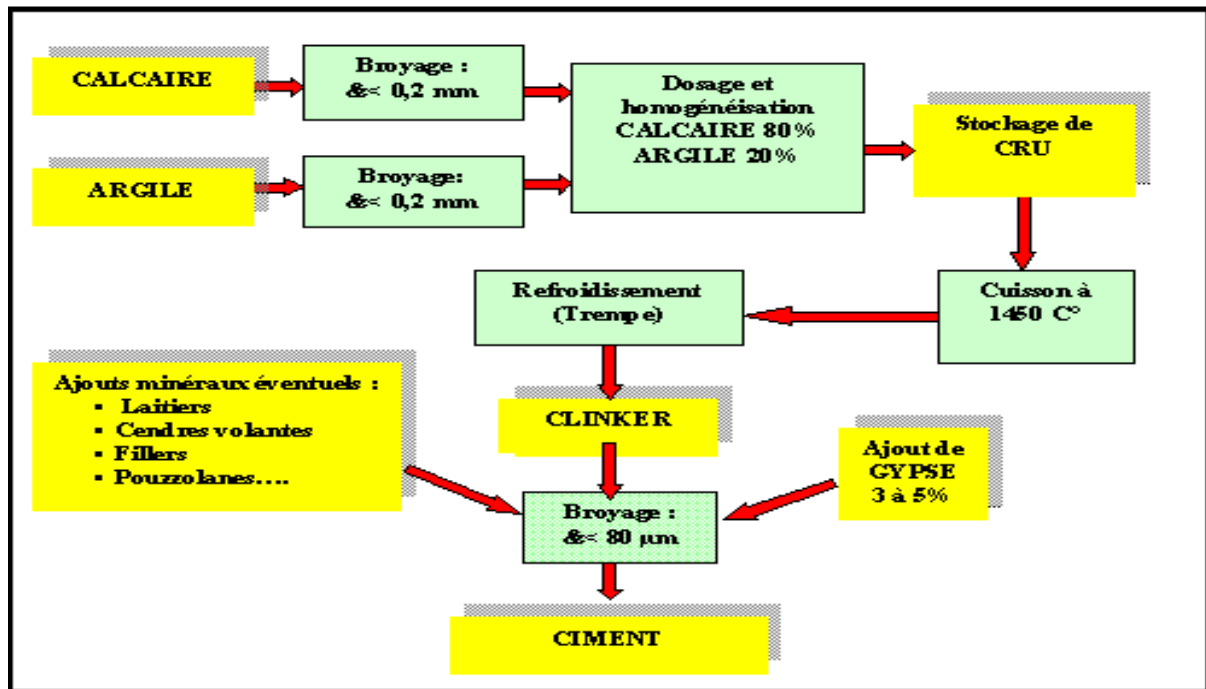 CALCAIRE
Broyage :
&< 0,2 mm
Dosage et
homogénéisation
CALCAIRE 80%
ARGILE 20%
Stockage de
CRU
ARGILE
Broyage:
&< 0,2 mm
Refroidissement
(Trempe)
Cuisson à
1450 C°
Ajouts minéraux éventuels :
▪ Laitiers
▪ Cendres volantes
▪ Fillers
▪ Pouzzolanes….
CLINKER
Ajout de
GYPSE
3 à 5%
Broyage :
&< 80 µm
CIMENT